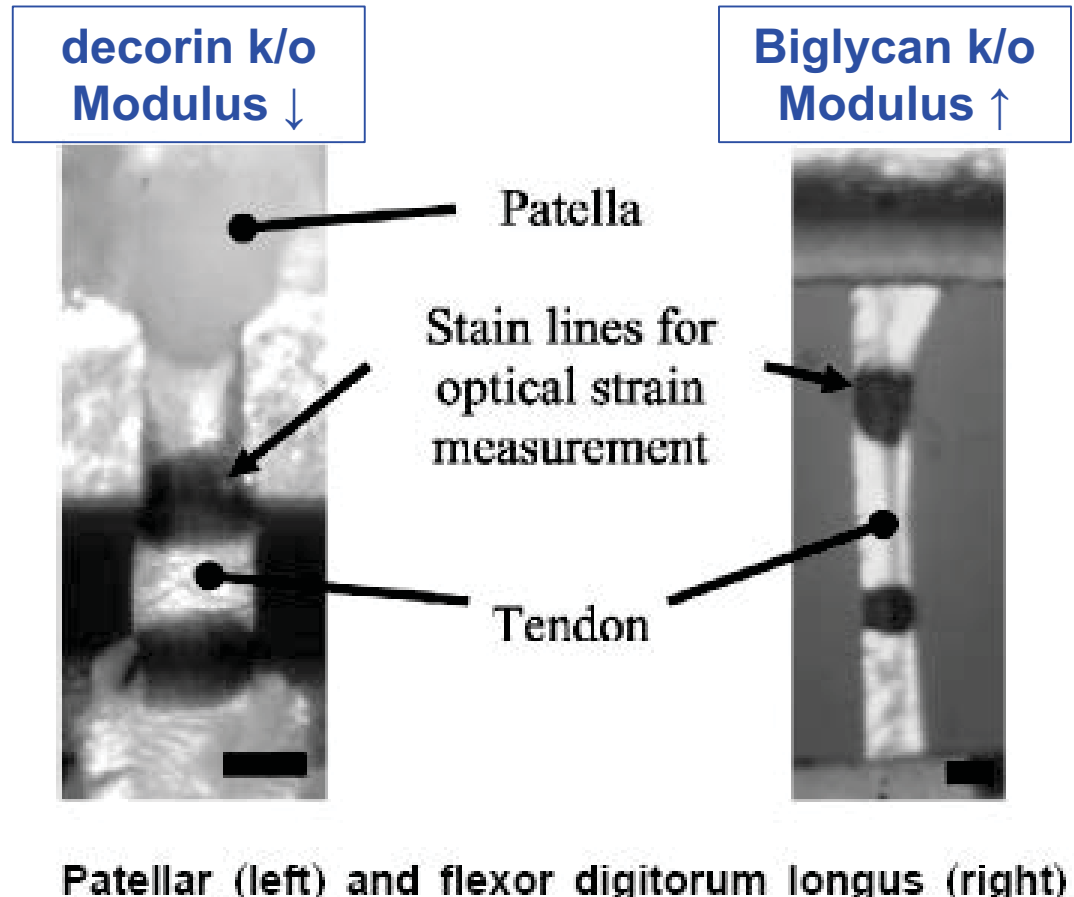 decorin k/o
Modulus ↓
Biglycan k/o
Modulus ↑
Patella
Stain lines for
optical strain
measurement
Tendon
Patellar (left) and flexor digitorum longus (right)